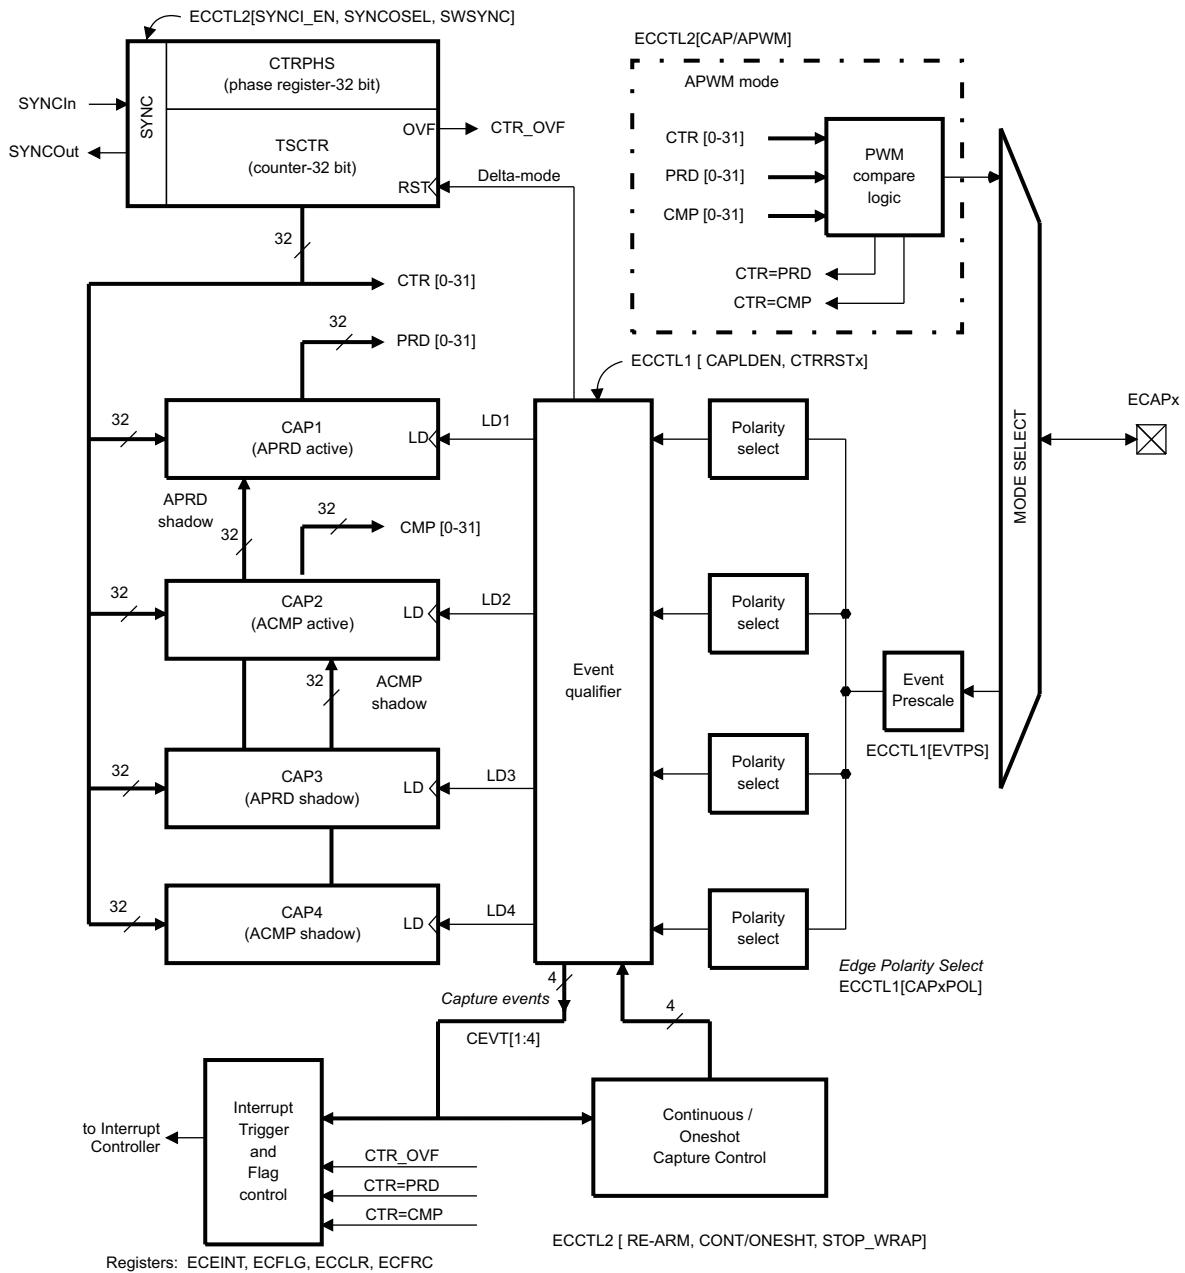 ECCTL2[SYNCI_EN, SYNCOSEL, SWSYNC]
SYNC
CTRPHS
(phase register-32 bit)
SYNCIn
SYNCOut
TSCTR
(counter-32 bit)
OVF
CTR_OVF
RST
Delta-mode
ECCTL2[CAP/APWM]
APWM mode
CTR [0-31]
PRD [0-31]
CMP [0-31]
PWM
compare
logic
CTR=PRD
CTR=CMP
32
CTR [0-31]
32
PRD [0-31]
ECCTL1 [ CAPLDEN, CTRRSTx]
32
CAP1
(APRD active)
LD
LD1
Polarity
select
MODE SELECT
ECAPx
APRD
shadow
32
32
CMP [0-31]
32
CAP2
(ACMP active)
LD
LD2
Polarity
select
Event
qualifier
32
ACMP
shadow
Event
Prescale
ECCTL1[EVTPS]
32
CAP3
(APRD shadow)
LD
LD3
Polarity
select
32
CAP4
(ACMP shadow)
LD
LD4
Polarity
select
Edge Polarity Select
ECCTL1[CAPxPOL]
4
Capture events
CEVT[1:4]
4
to Interrupt
Controller
Interrupt
Trigger
and
Flag
control
CTR_OVF
CTR=PRD
CTR=CMP
Continuous /
Oneshot
Capture Control
ECCTL2 [ RE-ARM, CONT/ONESHT, STOP_WRAP]
Registers: ECEINT, ECFLG, ECCLR, ECFRC